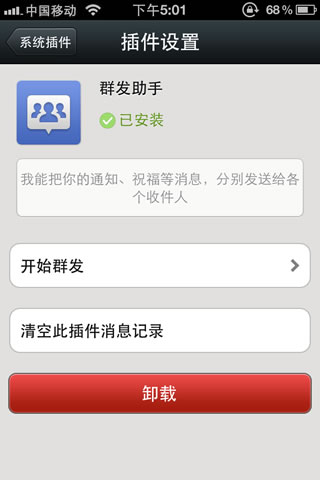 中国移动 下午5:01 68%
系统插件 插件设置
群发助手
已安装
我能把你的通知、祝福等消息，分别发送给各
个收件人
开始群发
清空此插件消息记录
卸载